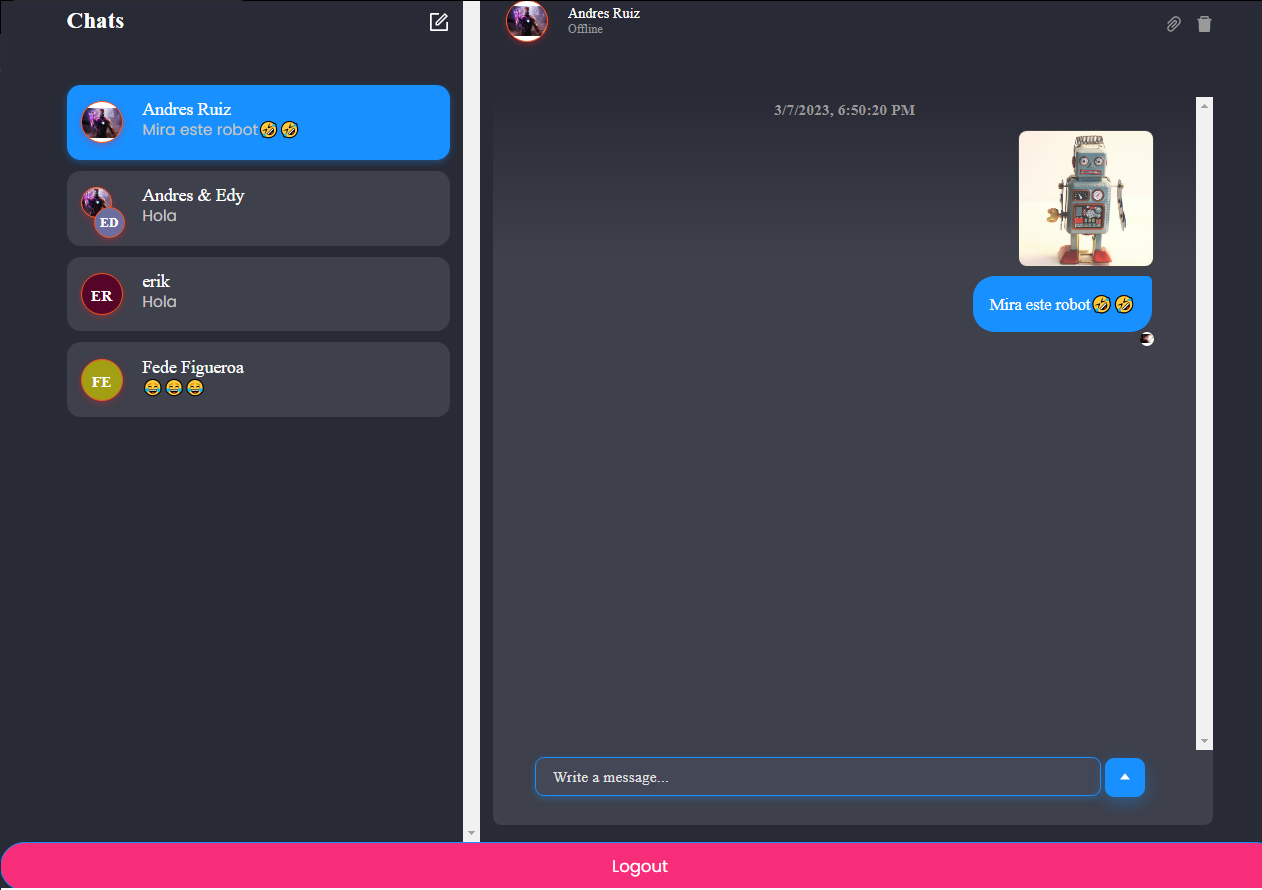 Chats
Andres Ruiz
Mira este robot🤣🤣
Andres & Edy
Hola
ED
erik
Hola
ER
Fede Figueroa
😂😂😂
FE
Andres Ruiz
Offline
3/7/2023, 6:50:20 PM
Mira este robot🤣🤣
Write a message...
Logout